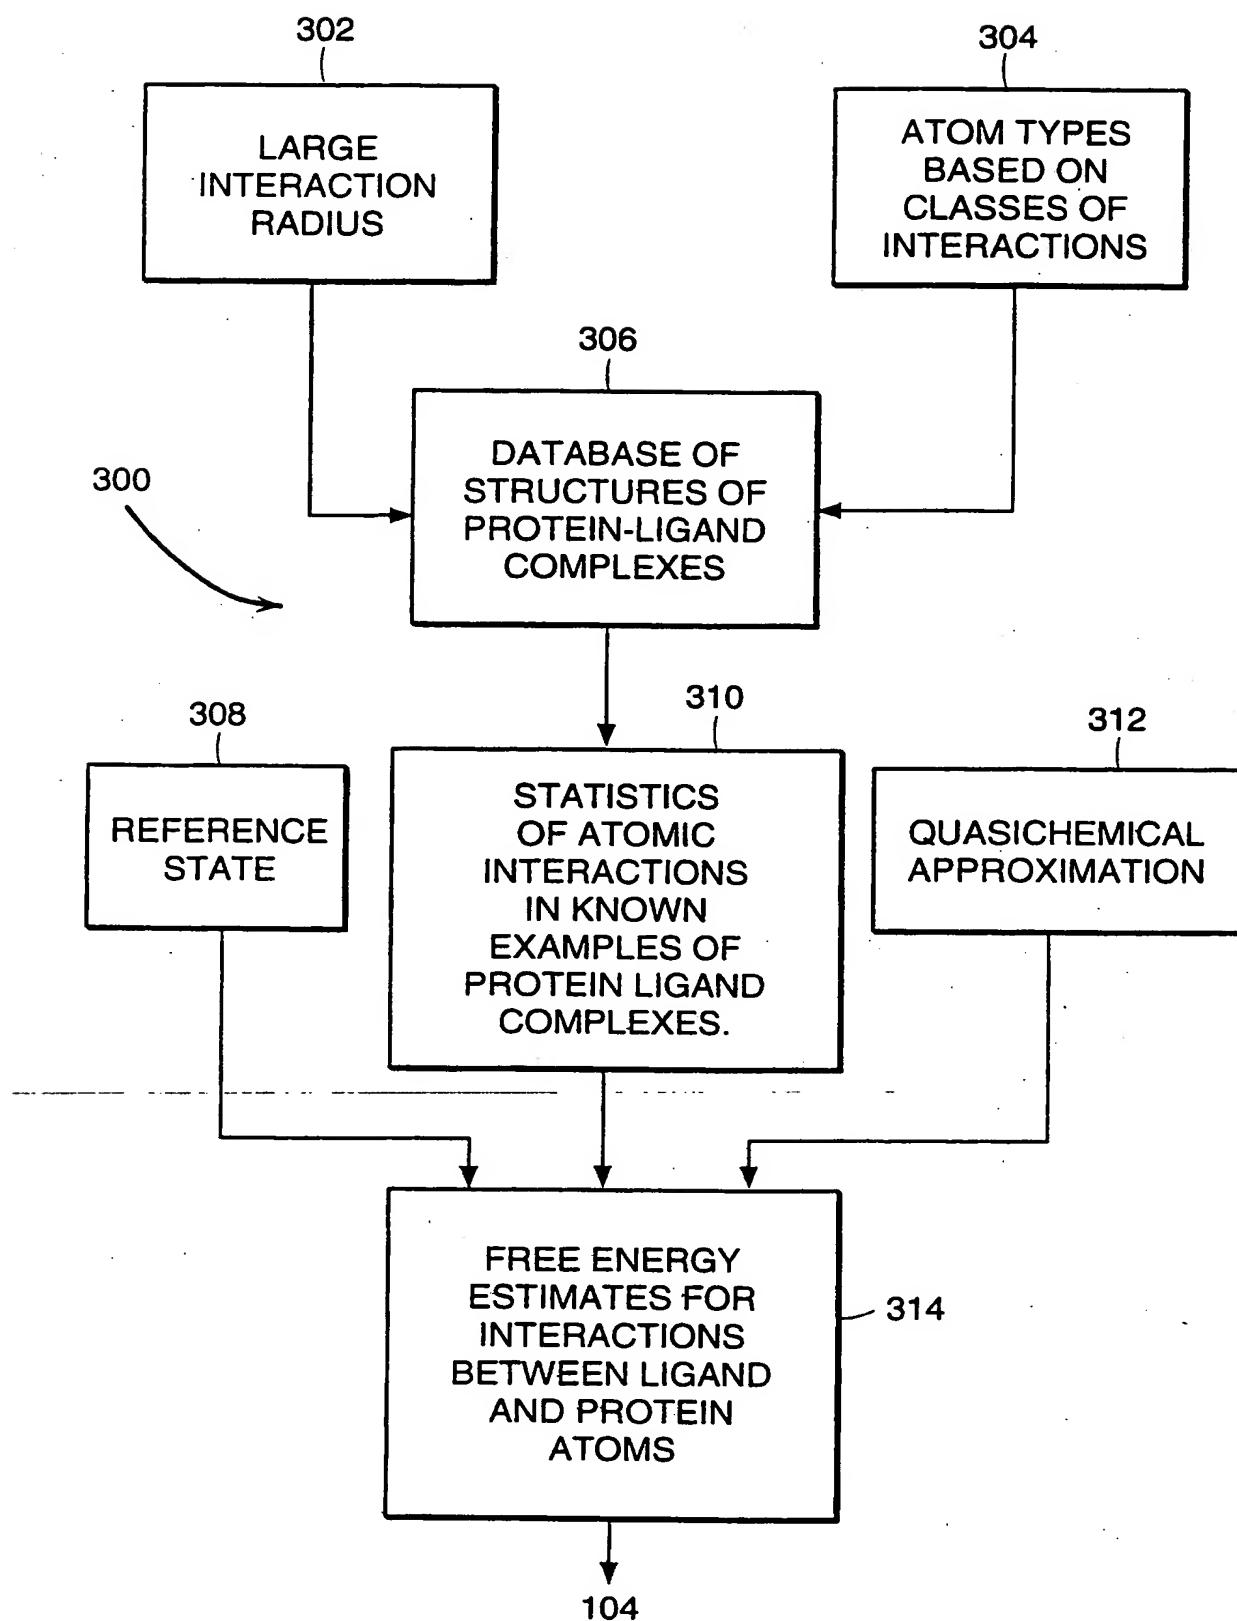 302
LARGE
INTERACTION
RADIUS
304
ATOM TYPES
BASED ON
CLASSES OF
INTERACTIONS
306
DATABASE OF
STRUCTURES OF
PROTEIN-LIGAND
COMPLEXES
300
308
REFERENCE
STATE
310
STATISTICS
OF ATOMIC
INTERACTIONS
IN KNOWN
EXAMPLES OF
PROTEIN LIGAND
COMPLEXES.
312
QUASICHEMICAL
APPROXIMATION
FREE ENERGY
ESTIMATES FOR
INTERACTIONS
BETWEEN LIGAND
AND PROTEIN
ATOMS
314
104